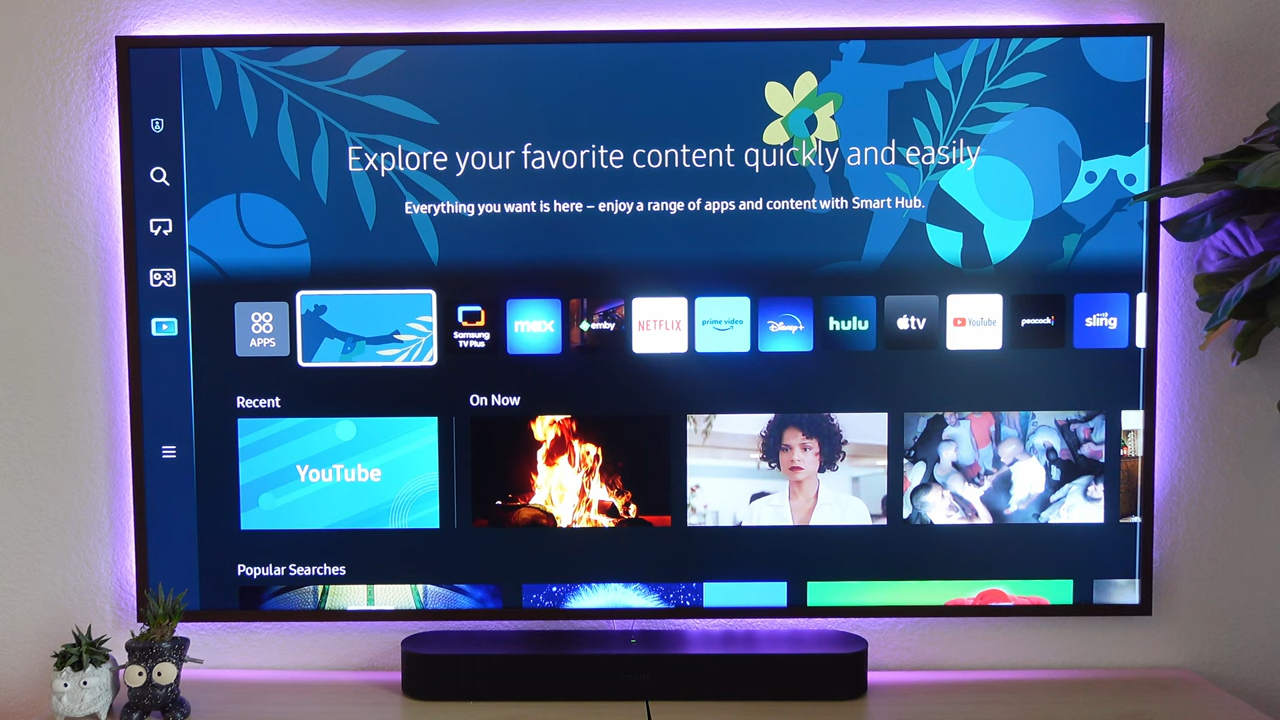 Explore your favorite content quickly and easily
Everything you want is here – enjoy a range of apps and content with Smart Hub.
APPS
Samsung
TV Plus
max
emby
NETFLIX
prime video
Disney+
hulu
tv
YouTube
peacock
sling
Recent
On Now
YouTube
Popular Searches